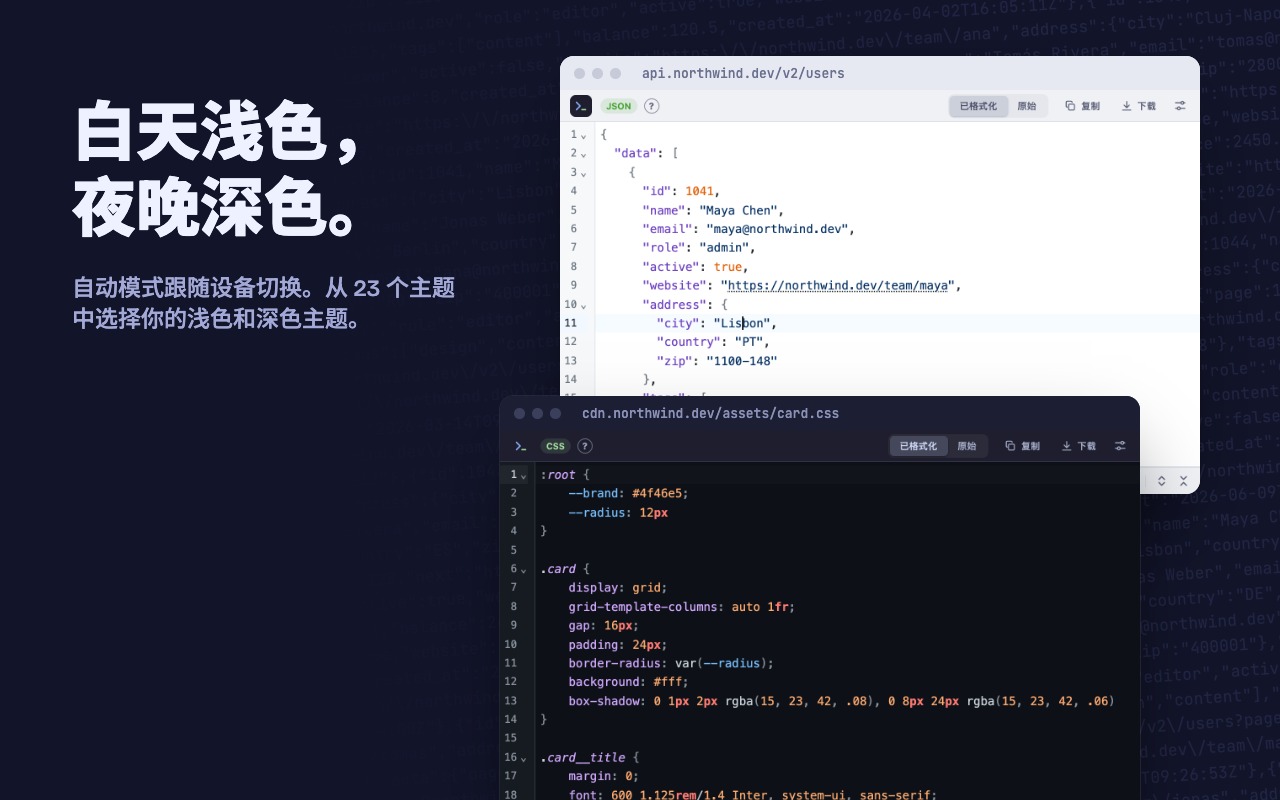 白天浅色，
夜晚深色。
自动模式跟随设备切换。从 23 个主题
中选择你的浅色和深色主题。
api.northwind.dev/v2/users
JSON ? 已格式化 原始 复制 下载
1 {
2 "data": [
3 {
4 "id": 1041,
5 "name": "Maya Chen",
6 "email": "maya@northwind.dev",
7 "role": "admin",
8 "active": true,
9 "website": "https://northwind.dev/team/maya",
10 "address": {
11 "city": "Lisbon",
12 "country": "PT",
13 "zip": "1100-148"
14 },
cdn.northwind.dev/assets/card.css
CSS ? 已格式化 原始 复制 下载
1 :root {
2 --brand: #4f46e5;
3 --radius: 12px
4 }
5
6 .card {
7 display: grid;
8 grid-template-columns: auto 1fr;
9 gap: 16px;
10 padding: 24px;
11 border-radius: var(--radius);
12 background: #fff;
13 box-shadow: 0 1px 2px rgba(15, 23, 42, .08), 0 8px 24px rgba(15, 23, 42, .06)
14 }
15
16 .card__title {
17 margin: 0;
18 font: 600 1.125rem/1.4 Inter, system-ui, sans-serif;